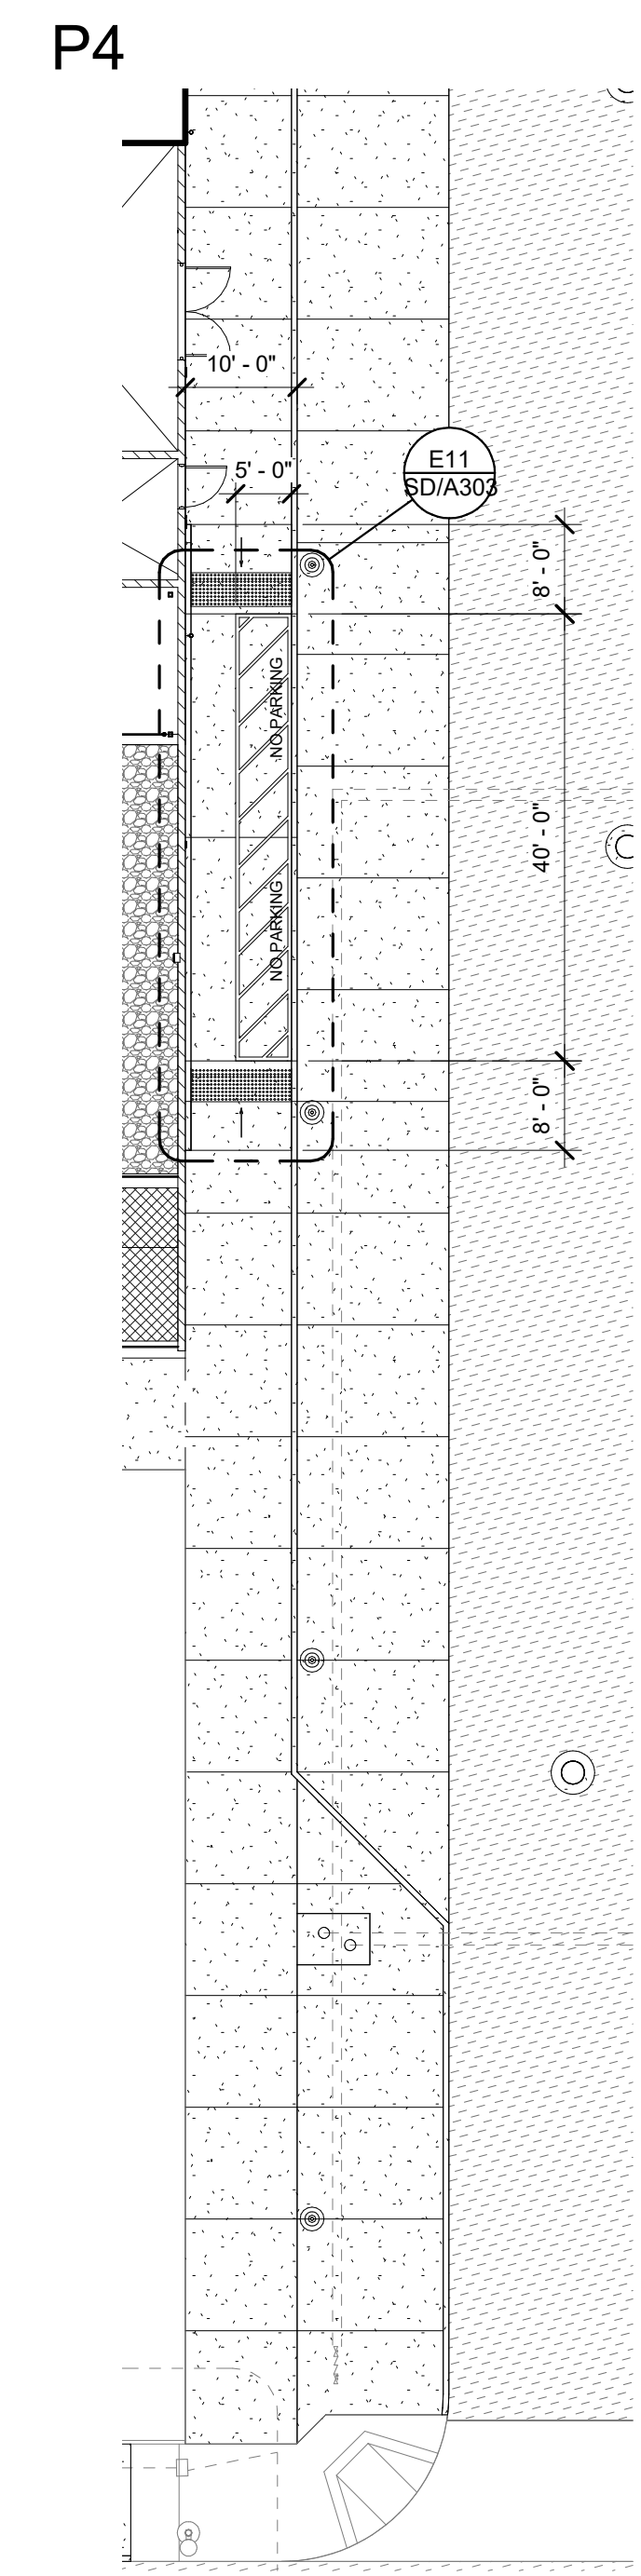 P4
10' - 0"
5' - 0"
E11
SD/A303
8' - 0"
NO PARKING
40' - 0"
NO PARKING
8' - 0"